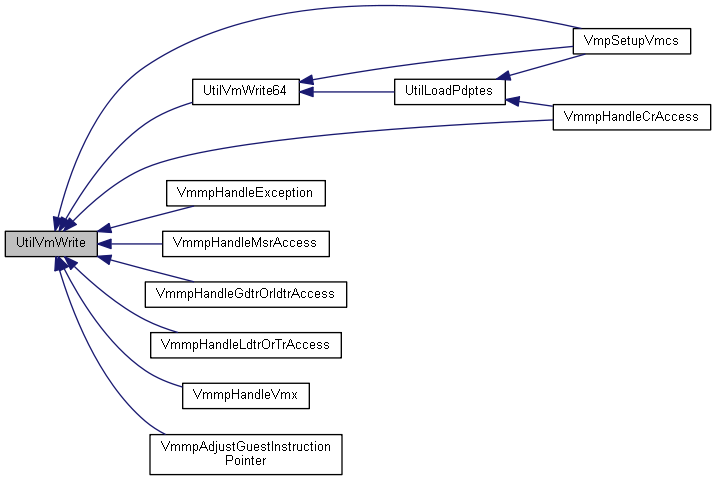 VmpSetupVmcs
UtilVmWrite64
UtilLoadPdptes
VmmpHandleCrAccess
VmmpHandleException
UtilVmWrite
VmmpHandleMsrAccess
VmmpHandleGdtrOrIdtrAccess
VmmpHandleLdtrOrTrAccess
VmmpHandleVmx
VmmpAdjustGuestInstruction
Pointer